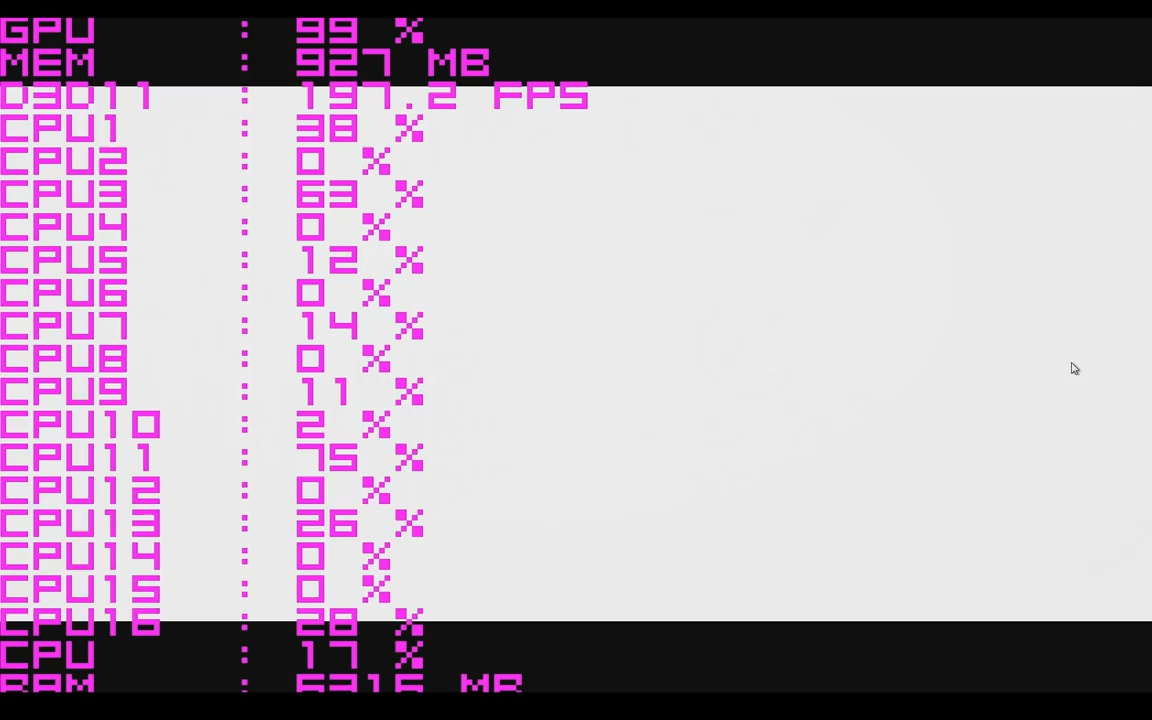 GPU : 99 %
MEM : 927 MB
D3D11 : 197.2 FPS
CPU1 : 38 %
CPU2 : 0 %
CPU3 : 63 %
CPU4 : 0 %
CPU5 : 12 %
CPU6 : 0 %
CPU7 : 14 %
CPU8 : 0 %
CPU9 : 11 %
CPU10 : 2 %
CPU11 : 75 %
CPU12 : 0 %
CPU13 : 26 %
CPU14 : 0 %
CPU15 : 0 %
CPU16 : 28 %
CPU : 17 %
RAM : MB